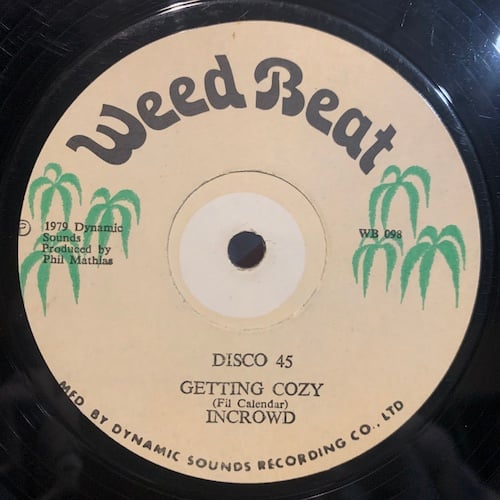 Weed Beat
© 1979 Dynamic
Sounds
Produced by
Phil Mathias
WB 098
DISCO 45
GETTING COZY
(Fil Calendar)
INCROWD
MFD BY DYNAMIC SOUNDS RECORDING CO., LTD